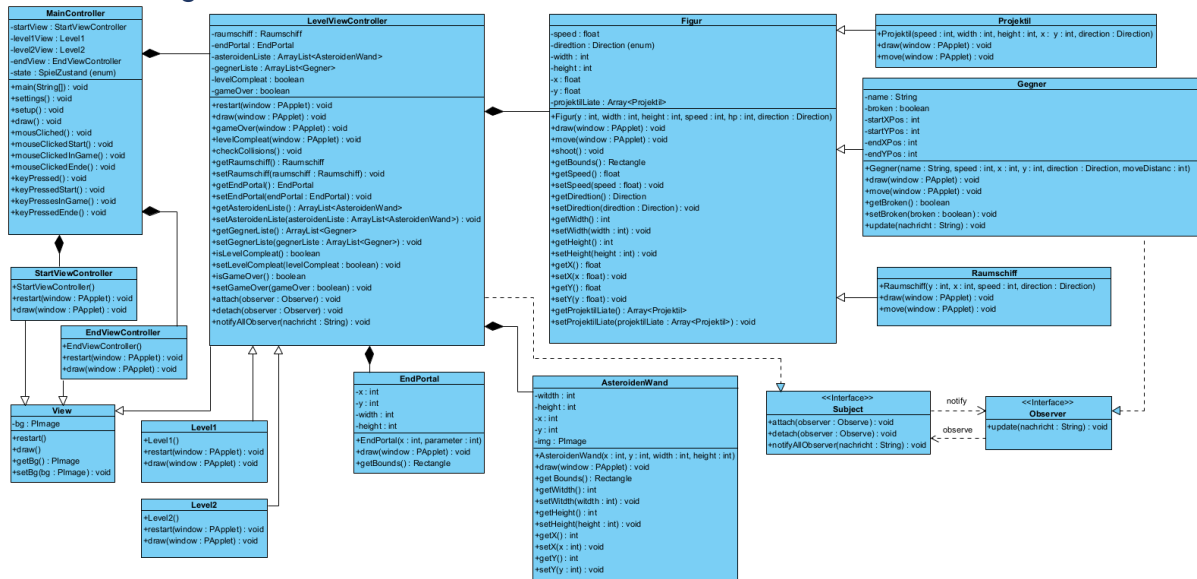 MainController
-startView : StartViewController
-level1View : Level1
-level2View : Level2
-endView : EndViewController
-state : SpielZustand (enum)
+main(String[]) : void
+settings() : void
+setup() : void
+draw() : void
+mousCliched() : void
+mouseClickedStart() : void
+mouseClickedInGame() : void
+mouseClickedEnde() : void
+keyPressed() : void
+keyPressedStart() : void
+keyPressesInGame() : void
+keyPressedEnde() : void
StartViewController
+StartViewController()
+restart(window : PApplet) : void
+draw(window : PApplet) : void
EndViewController
+EndViewController()
+restart(window : PApplet) : void
+draw(window : PApplet) : void
View
-bg : PImage
+restart()
+draw()
+getBg() : PImage
+setBg(bg : PImage) : void
LevelViewController
-raumschiff : Raumschiff
-endPortal : EndPortal
-asteroidenListe : ArrayList<AsteroidenWand>
-gegnerListe : ArrayList<Gegner>
-levelCompleat : boolean
-gameOver : boolean
+restart(window : PApplet) : void
+draw(window : PApplet) : void
+gameOver(window : PApplet) : void
+levelCompleat(window : PApplet) : void
+checkCollisions() : void
+getRaumschiff() : Raumschiff
+setRaumschiff(raumschiff : Raumschiff) : void
+getEndPortal() : EndPortal
+setEndPortal(endPortal : EndPortal) : void
+getAsteroidenListe() : ArrayList<AsteroidenWand>
+setAsteroidenListe(asteroidenListe : ArrayList<AsteroidenWand>) : void
+getGegnerListe() : ArrayList<Gegner>
+setGegnerListe(gegnerListe : ArrayList<Gegner>) : void
+isLevelCompleat() : boolean
+setLevelCompleat(levelCompleat : boolean) : void
+isGameOver() : boolean
+setGameOver(gameOver : boolean) : void
+attach(observer : Observer) : void
+detach(observer : Observer) : void
+notifyAllObserver(nachricht : String) : void
Level1
+Level1()
+restart(window : PApplet) : void
+draw(window : PApplet) : void
Level2
+Level2()
+restart(window : PApplet) : void
+draw(window : PApplet) : void
EndPortal
-x : int
-y : int
-width : int
-height : int
+EndPortal(x : int, parameter : int)
+draw(window : PApplet) : void
+getBounds() : Rectangle
Figur
-speed : float
-diredtion : Direction (enum)
-width : int
-height : int
-x : float
-y : float
-projektilLiate : Array<Projektil>
+Figur(y : int, width : int, height : int, speed : int, hp : int, direction : Direction)
+draw(window : PApplet) : void
+move(window : PApplet) : void
+shoot() : void
+getBounds() : Rectangle
+getSpeed() : float
+setSpeed(speed : float) : void
+getDiredtion() : Direction
+setDirection(diredtion : Direction) : void
+getWidth() : int
+setWidth(width : int) : void
+getHeight() : int
+setHeight(height : int) : void
+getX() : float
+setX(x : float) : void
+getY() : float
+setY(y : float) : void
+getProjektilLiate() : Array<Projektil>
+setProjektilLiate(projektilLiate : Array<Projektil>) : void
AsteroidenWand
-witdth : int
-height : int
-x : int
-y : int
-img : PImage
+AsteroidenWand(x : int, y : int, width : int, height : int)
+draw(window : PApplet) : void
+get Bounds() : Rectangle
+getWitdth() : int
+setWitdth(witdth : int) : void
+getHeight() : int
+setHeight(height : int) : void
+getX() : int
+setX(x : int) : void
+getY() : int
+setY(y : int) : void
Projektil
+Projektil(speed : int, width : int, height : int, x : y : int, direction : Direction)
+draw(window : PApplet) : void
+move(window : PApplet) : void
Gegner
-name : String
-broken : boolean
-startXPos : int
-startYPos : int
-endXPos : int
-endYPos : int
+Gegner(name : String, speed : int, x : int, y : int, direction : Direction, moveDistanc : int)
+draw(window : PApplet) : void
+move(window : PApplet) : void
+getBroken() : boolean
+setBroken(broken : boolean) : void
+update(nachricht : String) : void
Raumschiff
+Raumschiff(y : int, x : int, speed : int, direction : Direction)
+draw(window : PApplet) : void
+move(window : PApplet) : void
<<Interface>>
Subject
+attach(observer : Observe) : void
+detach(observer : Observe) : void
+notifyAllObserver(nachricht : String) : void
notify
observe
<<Interface>>
Observer
+update(nachricht : String) : void